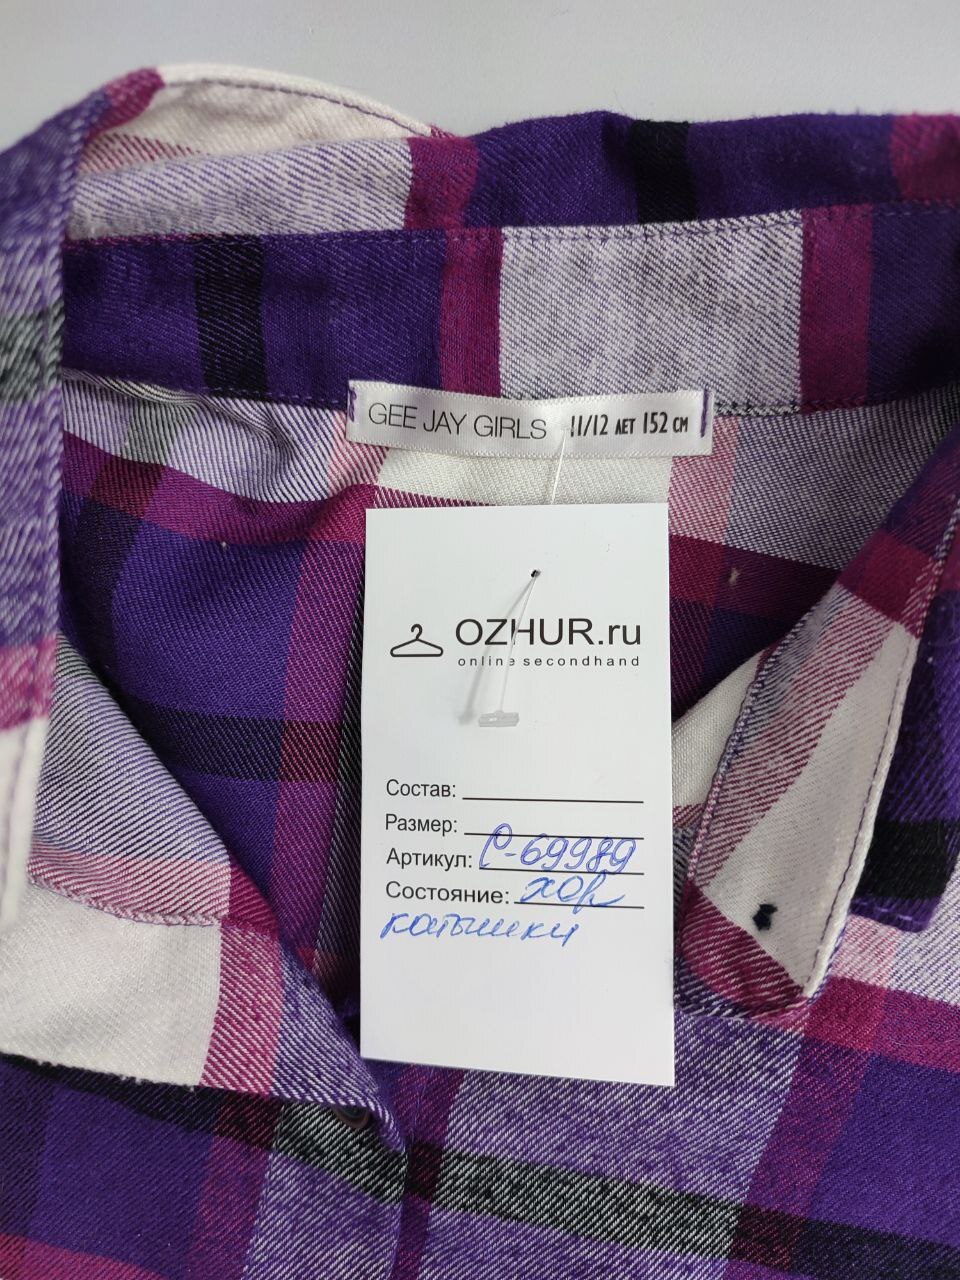 GEE JAY GIRLS 11/12 ЛЕТ 152 СМ
OZHUR.ru
online secondhand
Состав:
Размер:
Артикул: Р-69989
Состояние: хор
катышки